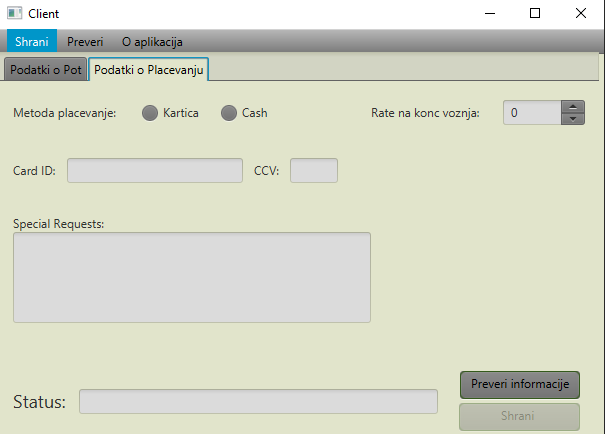 Client
Shrani Preveri O aplikacija
Podatki o Pot Podatki o Placevanju
Metoda placevanje: Kartica Cash Rate na konc voznja: 0
Card ID: CCV:
Special Requests:
Preveri informacije
Status:
Shrani